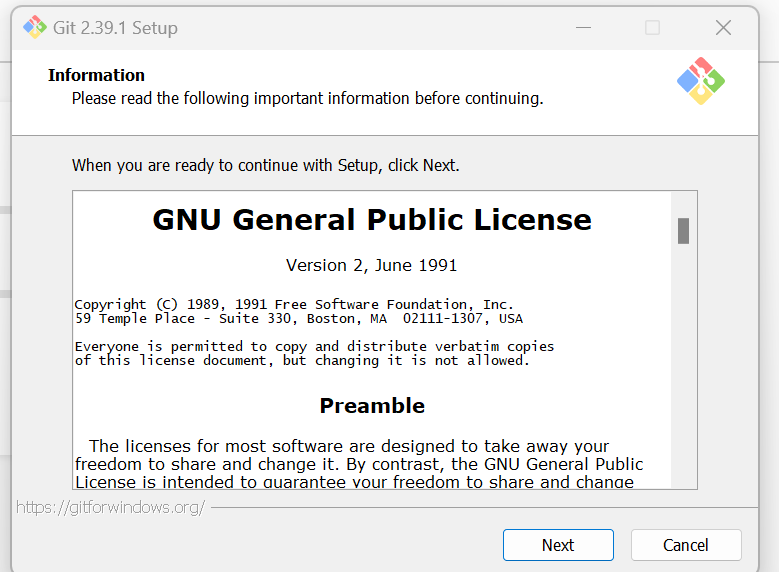 Git 2.39.1 Setup
Information
Please read the following important information before continuing.
When you are ready to continue with Setup, click Next.
GNU General Public License
Version 2, June 1991
Copyright (C) 1989, 1991 Free Software Foundation, Inc.
59 Temple Place - Suite 330, Boston, MA  02111-1307, USA
Everyone is permitted to copy and distribute verbatim copies
of this license document, but changing it is not allowed.
Preamble
The licenses for most software are designed to take away your
freedom to share and change it. By contrast, the GNU General Public
License is intended to guarantee your freedom to share and change
https://gitforwindows.org/
Next
Cancel